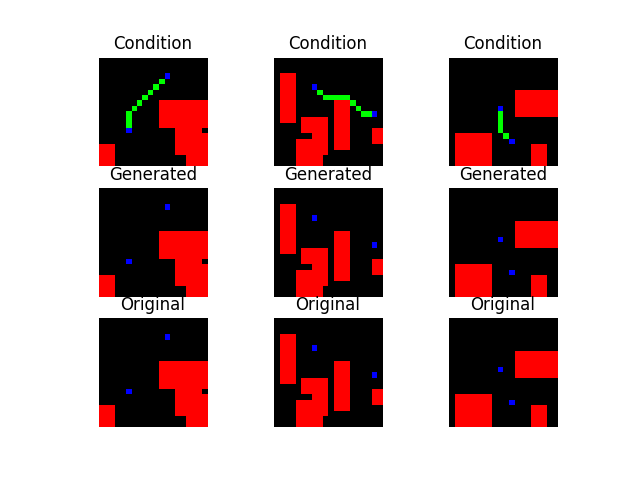 Condition
Condition
Condition
Generated
Generated
Generated
Original
Original
Original